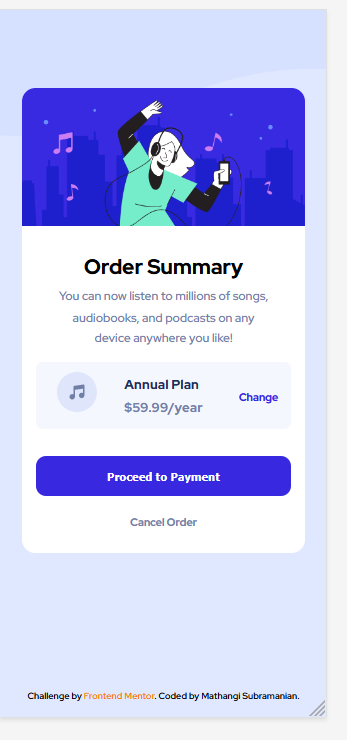 Order Summary
You can now listen to millions of songs,
audiobooks, and podcasts on any
device anywhere you like!
Annual Plan
$59.99/year
Change
Proceed to Payment
Cancel Order
Challenge by Frontend Mentor. Coded by Mathangi Subramanian.